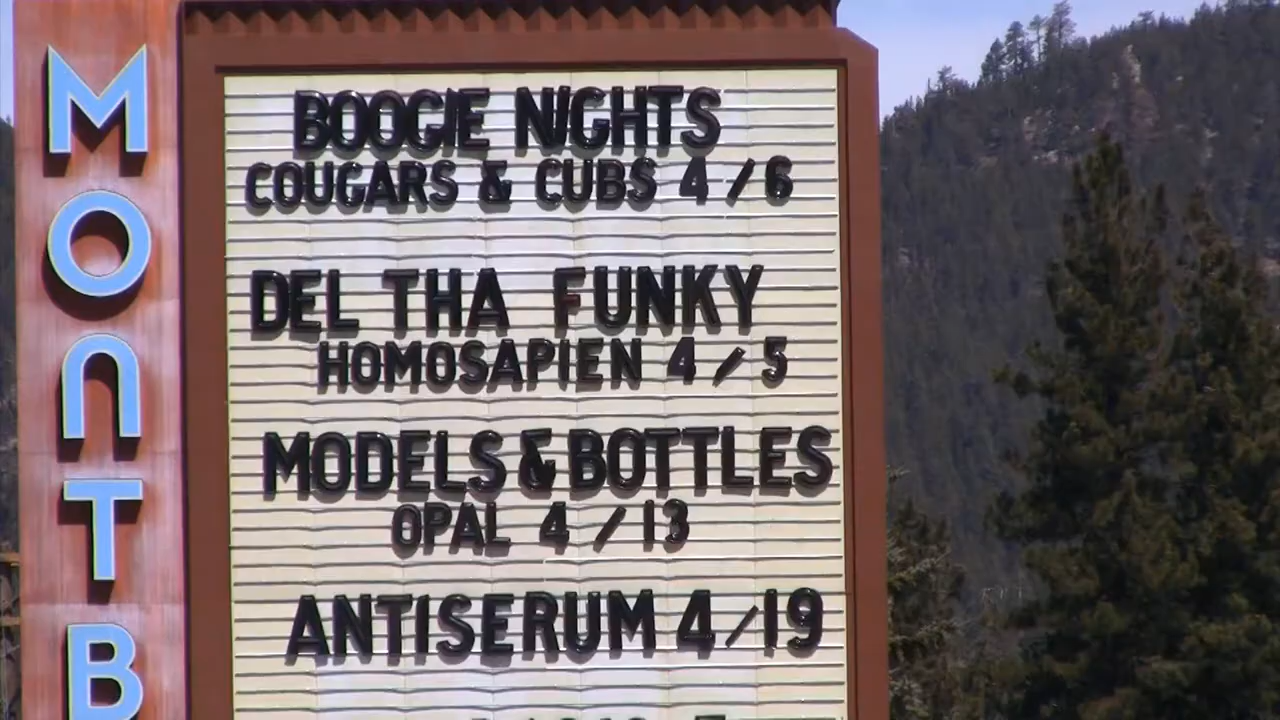 MONTB
BOOGIE NIGHTS
COUGARS & CUBS 4/6
DEL THA FUNKY
HOMOSAPIEN 4/5
MODELS & BOTTLES
OPAL 4/13
ANTISERUM 4/19